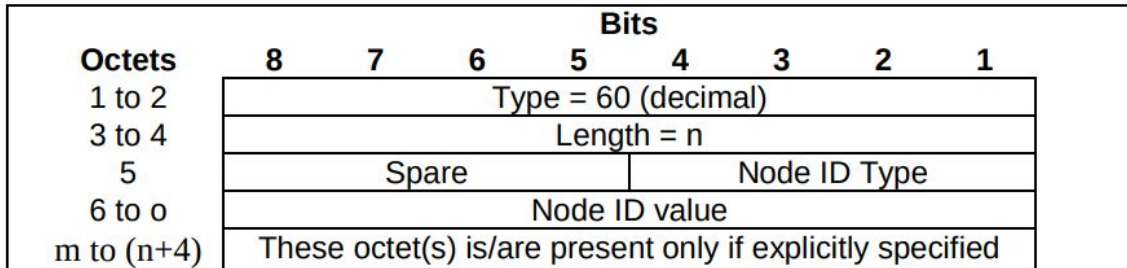 Bits
Octets 8 7 6 5 4 3 2 1
1 to 2 Type = 60 (decimal)
3 to 4 Length = n
5 Spare Node ID Type
6 to o Node ID value
m to (n+4) These octet(s) is/are present only if explicitly specified